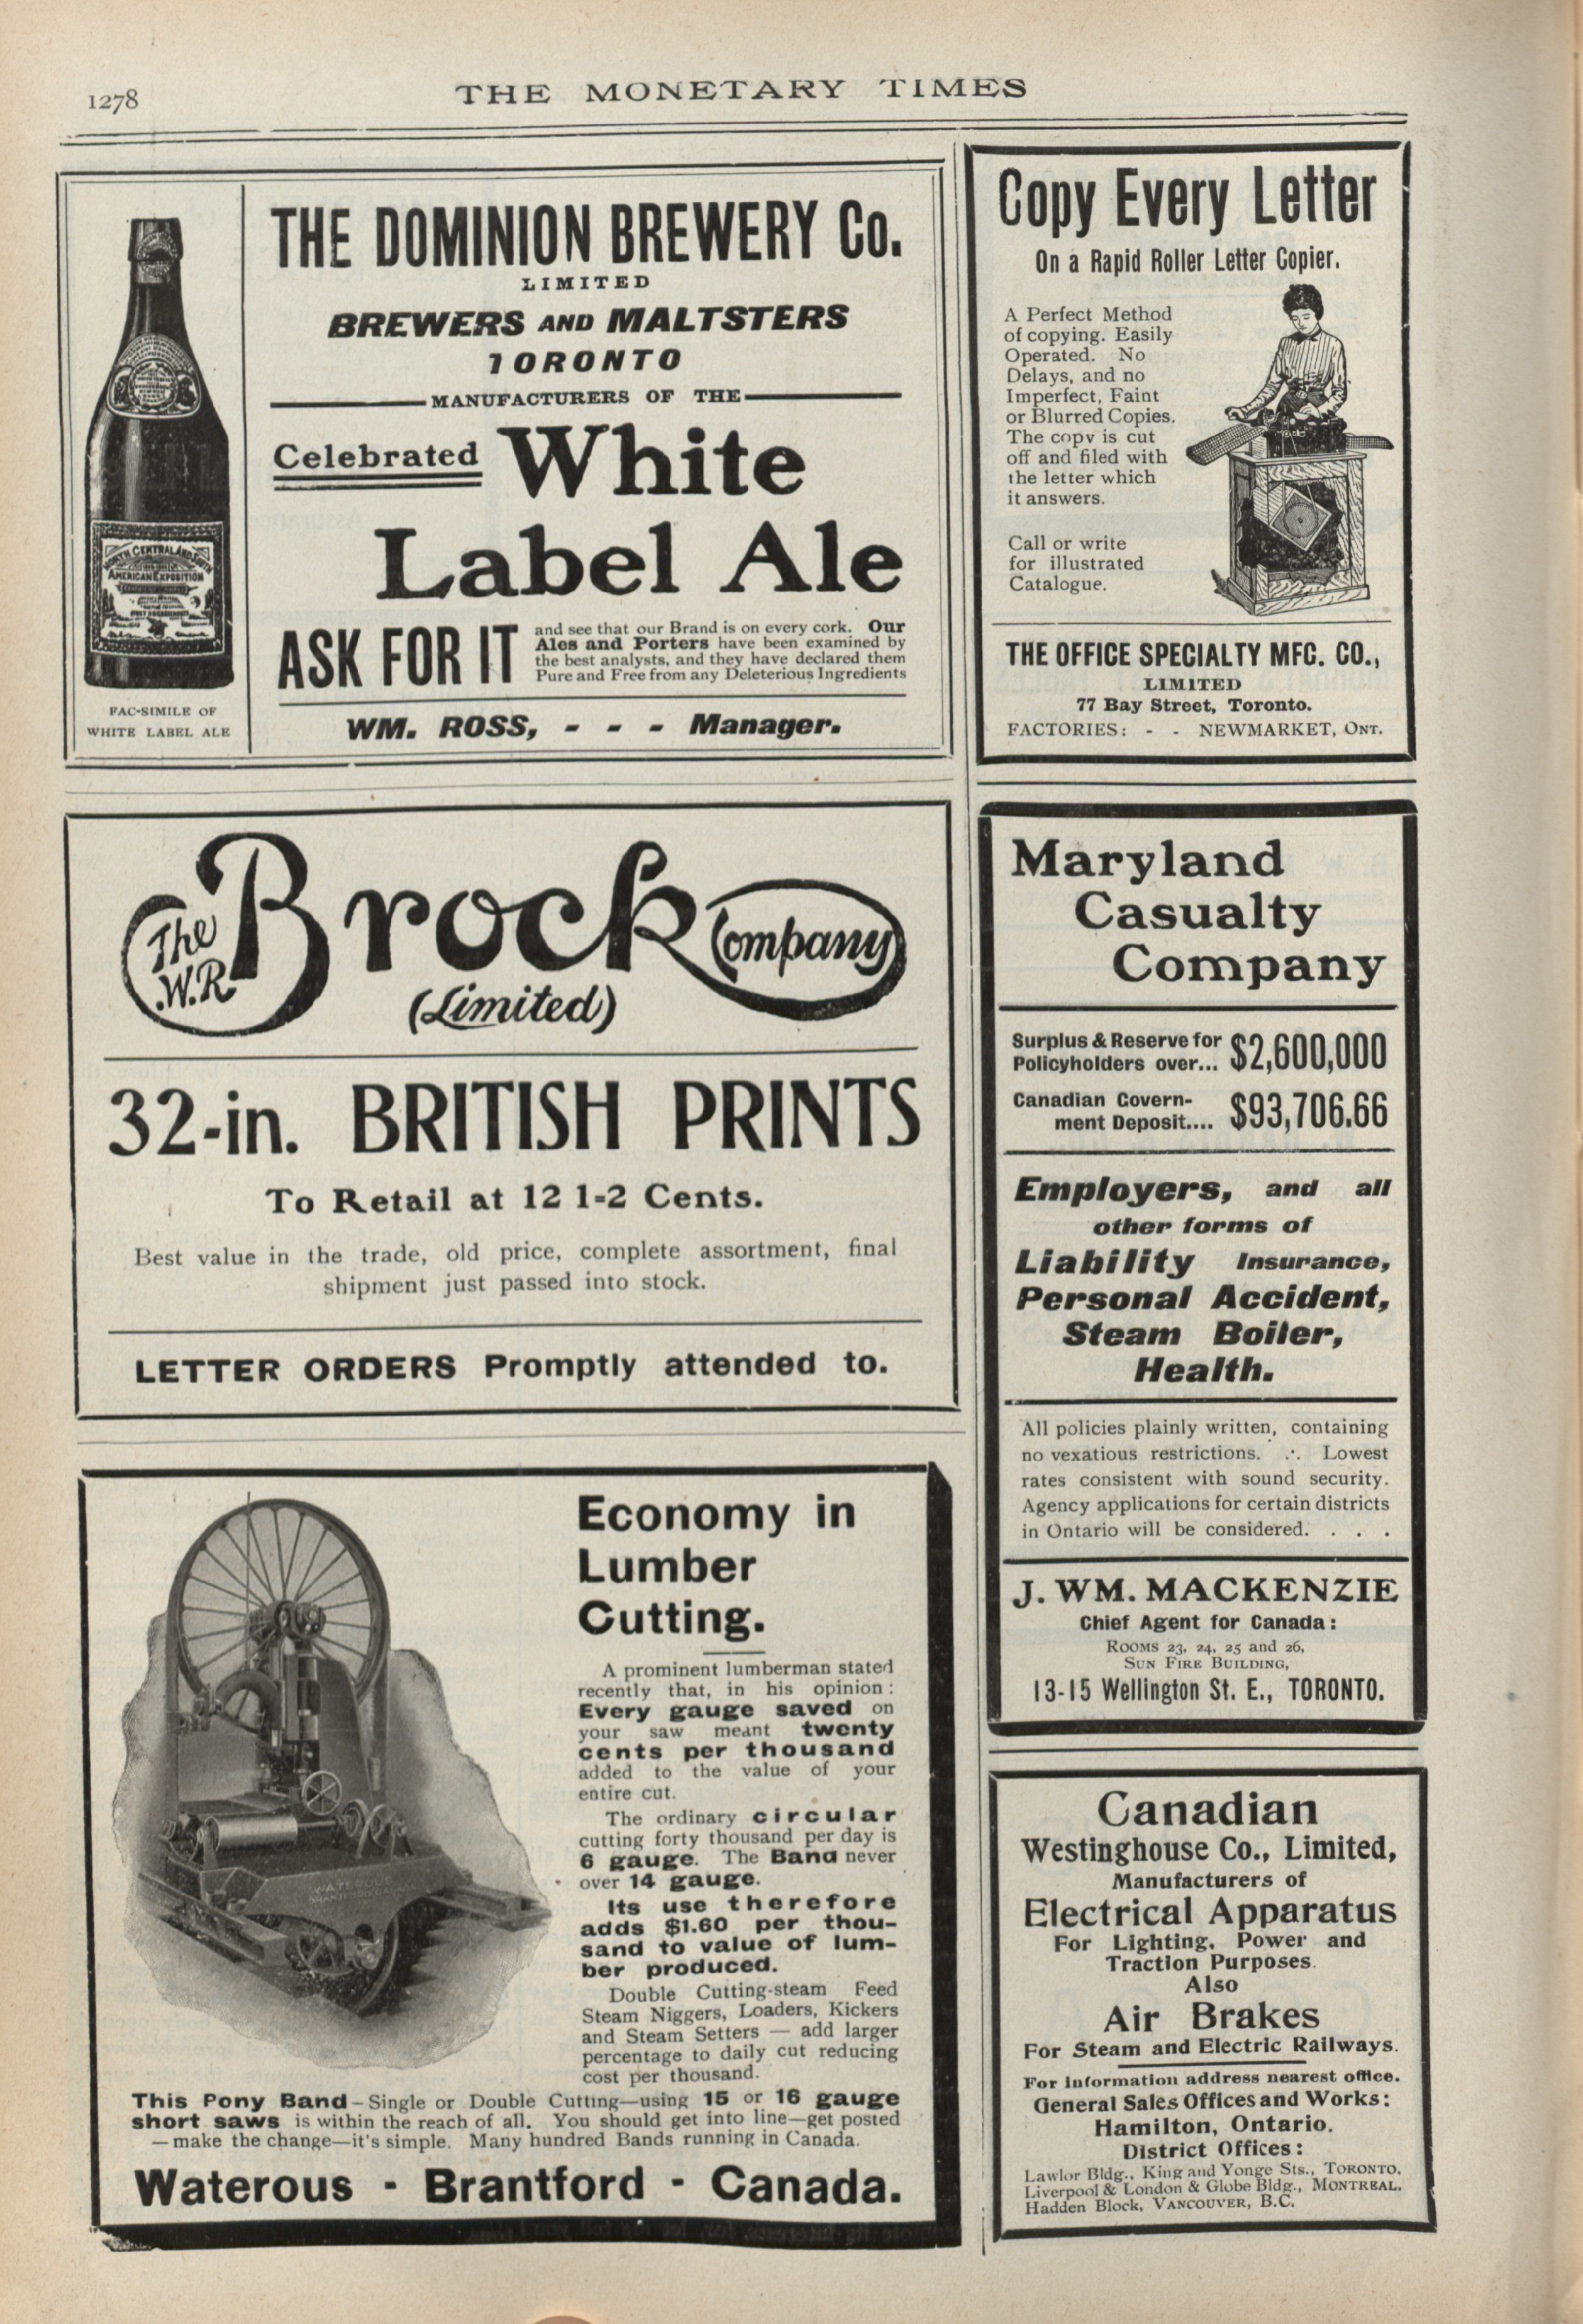 1278
THE MONETARY TIMES
THE DOMINION BREWERY Co.
LIMITED
BREWERS AND MALTSTERS
TORONTO
MANUFACTURERS OF THE
Celebrated White
Label Ale
ASK FOR IT
and see that our Brand is on every cork. Our
Ales and Porters have been examined by
the best analysts, and they have declared them
Pure and Free from any Deleterious Ingredients
WM. ROSS, - - - Manager.
NORTH CENTRAL AND SOUTH
AMERICAN EXPOSITION
FAC-SIMILE OF
WHITE LABEL ALE
Copy Every Letter
On a Rapid Roller Letter Copier.
A Perfect Method
of copying. Easily
Operated. No
Delays, and no
Imperfect, Faint
or Blurred Copies.
The copy is cut
off and filed with
the letter which
it answers.
Call or write
for illustrated
Catalogue.
THE OFFICE SPECIALTY MFG. CO.,
LIMITED
77 Bay Street, Toronto.
FACTORIES: - - NEWMARKET, ONT.
The W.R. Brock Company
(Limited)
32-in. BRITISH PRINTS
To Retail at 12 1-2 Cents.
Best value in the trade, old price, complete assortment, final
shipment just passed into stock.
LETTER ORDERS Promptly attended to.
Maryland
Casualty
Company
Surplus & Reserve for
Policyholders over... $2,600,000
Canadian Govern-
ment Deposit.... $93,706.66
Employers, and all
other forms of
Liability Insurance,
Personal Accident,
Steam Boiler,
Health.
All policies plainly written, containing
no vexatious restrictions. ∴ Lowest
rates consistent with sound security.
Agency applications for certain districts
in Ontario will be considered. . . .
J. WM. MACKENZIE
Chief Agent for Canada:
ROOMS 23, 24, 25 and 26,
SUN FIRE BUILDING,
13-15 Wellington St. E., TORONTO.
Economy in
Lumber
Cutting.
A prominent lumberman stated
recently that, in his opinion:
Every gauge saved on
your saw meant twenty
cents per thousand
added to the value of your
entire cut.
The ordinary circular
cutting forty thousand per day is
6 gauge. The Band never
over 14 gauge.
Its use therefore
adds $1.60 per thou-
sand to value of lum-
ber produced.
Double Cutting-steam Feed
Steam Niggers, Loaders, Kickers
and Steam Setters — add larger
percentage to daily cut reducing
cost per thousand.
WATEROUS
This Pony Band—Single or Double Cutting—using 15 or 16 gauge
short saws is within the reach of all. You should get into line—get posted
—make the change—it's simple. Many hundred Bands running in Canada.
Waterous - Brantford - Canada.
Canadian
Westinghouse Co., Limited,
Manufacturers of
Electrical Apparatus
For Lighting, Power and
Traction Purposes.
Also
Air Brakes
For Steam and Electric Railways.
For information address nearest office.
General Sales Offices and Works:
Hamilton, Ontario.
District Offices:
Lawlor Bldg., King and Yonge Sts., TORONTO.
Liverpool & London & Globe Bldg., MONTREAL.
Hadden Block, VANCOUVER, B.C.